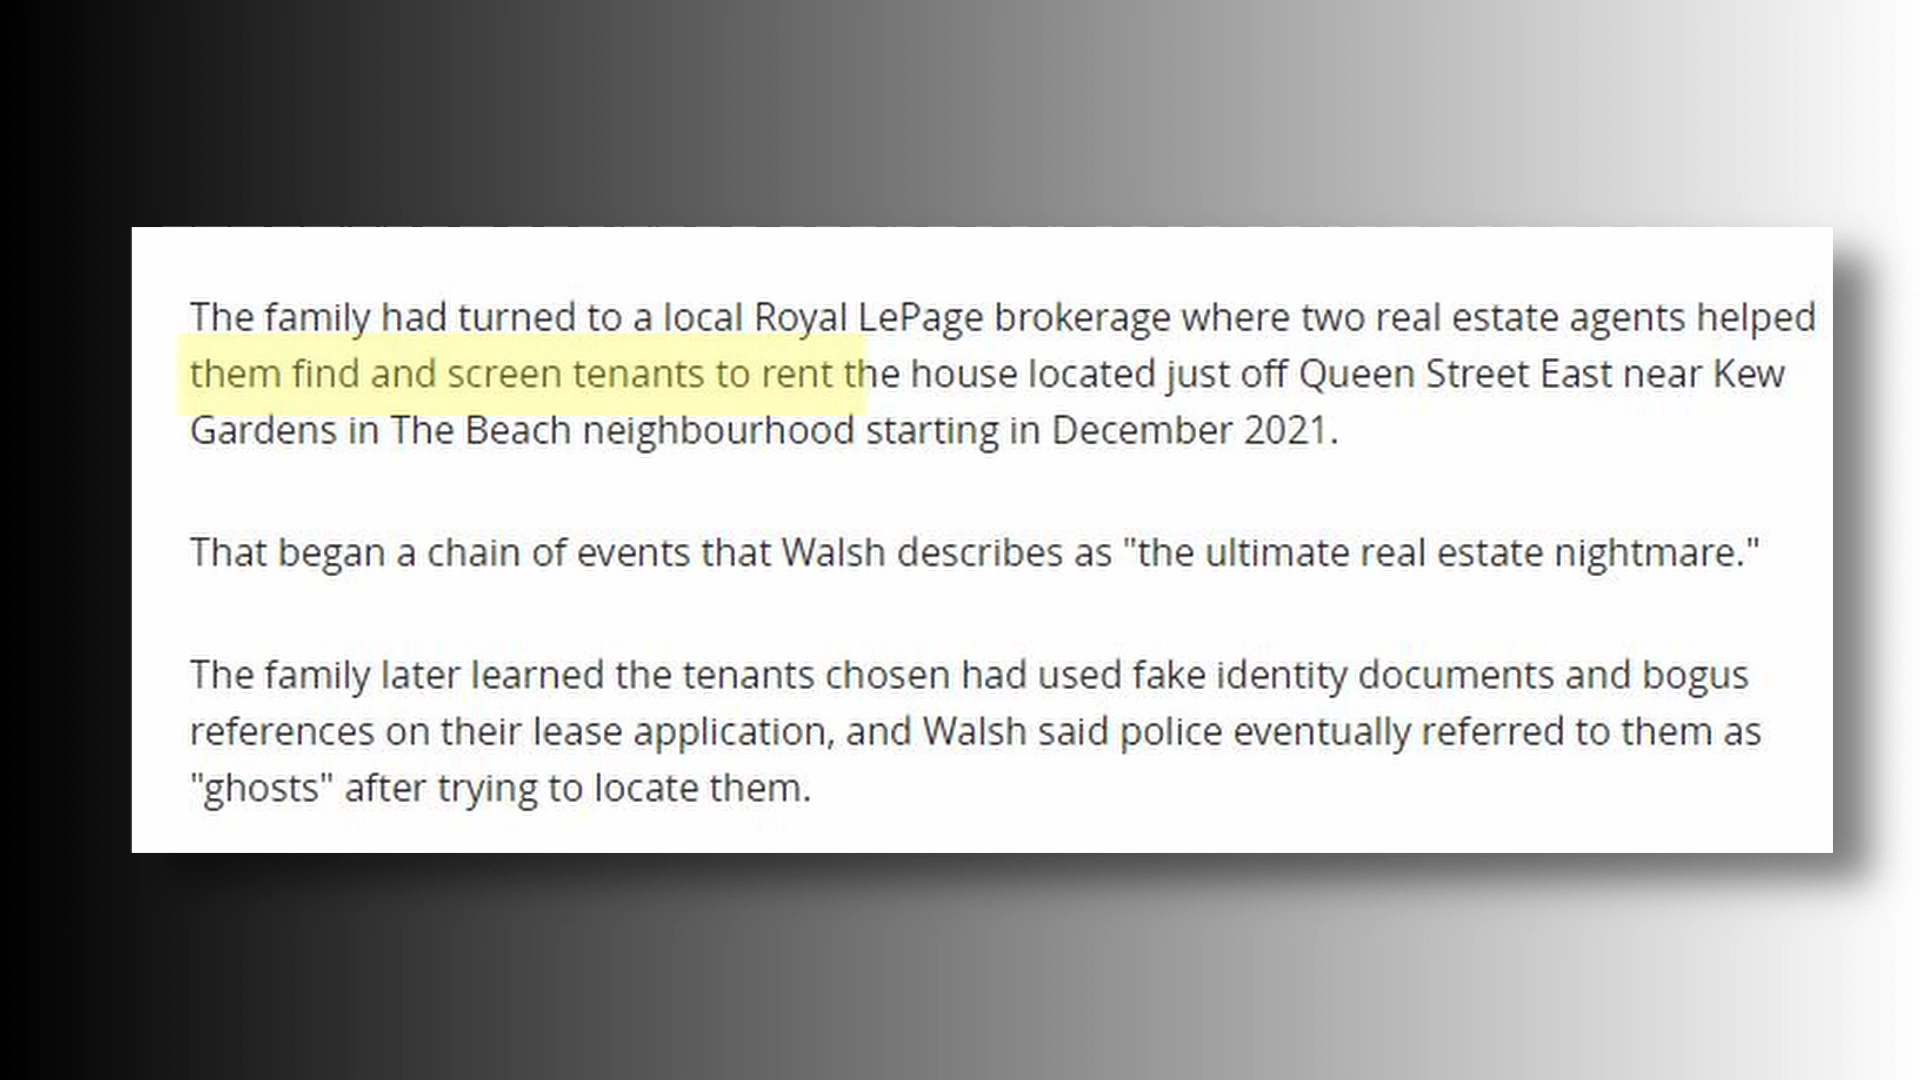 The family had turned to a local Royal LePage brokerage where two real estate agents helped
them find and screen tenants to rent the house located just off Queen Street East near Kew
Gardens in The Beach neighbourhood starting in December 2021.
That began a chain of events that Walsh describes as "the ultimate real estate nightmare."
The family later learned the tenants chosen had used fake identity documents and bogus
references on their lease application, and Walsh said police eventually referred to them as
"ghosts" after trying to locate them.